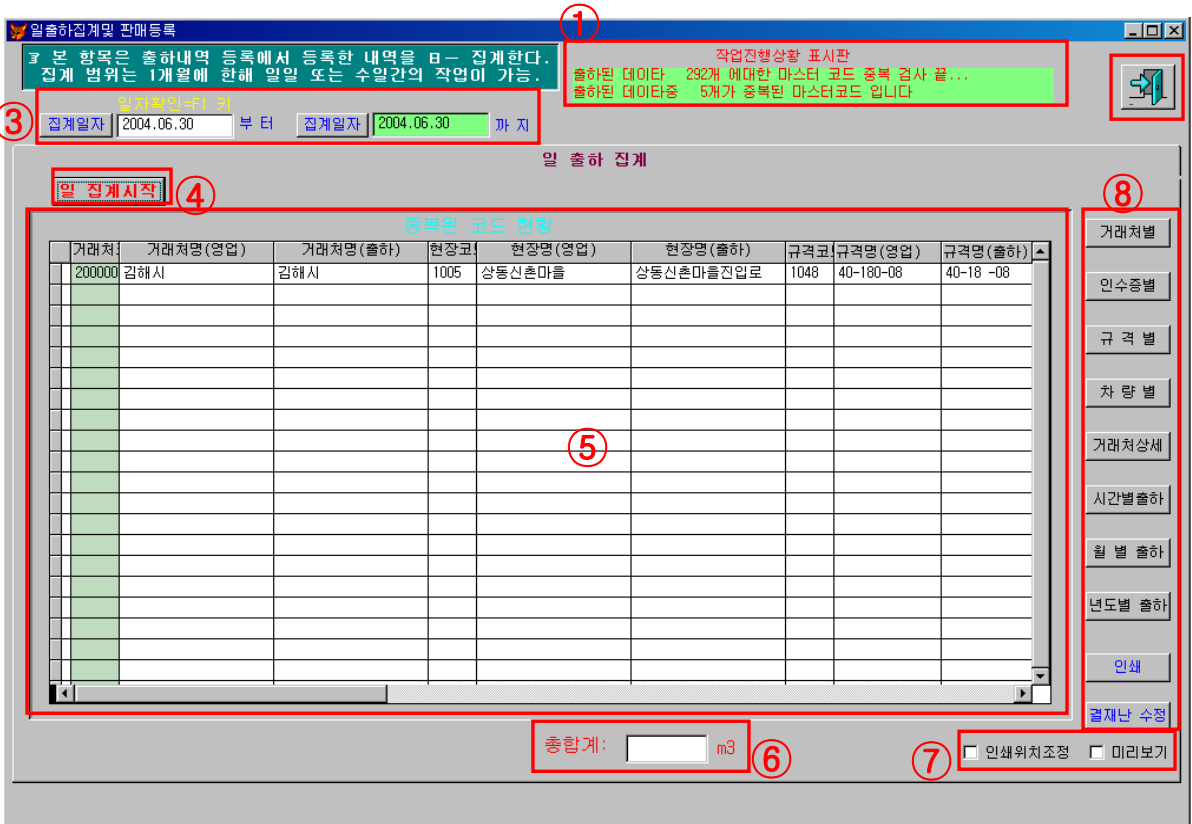 일출하집계및 판매등록
①
☞ 본 항목은 출하내역 등록에서 등록한 내역을 日一 집계한다.
집계 범위는 1개월에 한해 일일 또는 수일간의 작업이 가능.
작업진행상황 표시판
출하된 데이타 292개 에대한 마스터 코드 중복 검사 끝...
출하된 데이타중 5개가 중복된 마스터코드 입니다
③
일자확인=F1 키
집계일자 2004.06.30 부 터 집계일자 2004.06.30 까 지
일 출하 집계
일 집계시작 ④
⑧
중복된 코드 현황
거래처 거래처명(영업) 거래처명(출하) 현장코 현장명(영업) 현장명(출하) 규격코 규격명(영업) 규격명(출하)
200000 김해시 김해시 1005 상동신촌마을 상동신촌마을진입로 1048 40-180-08 40-18 -08
⑤
거래처별
인수증별
규 격 별
차 량 별
거래처상세
시간별출하
월 별 출하
년도별 출하
인쇄
결재난 수정
총합계: m3 ⑥
⑦ 인쇄위치조정 미리보기